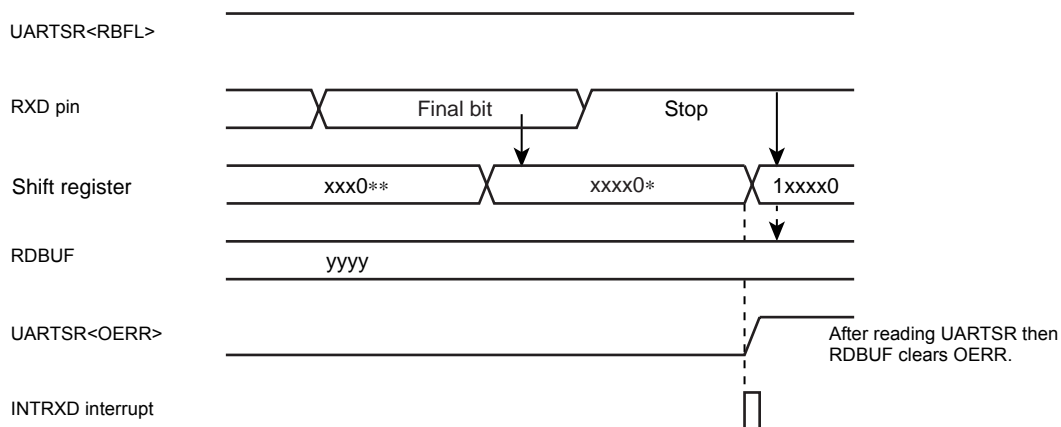 UARTSR<RBFL>
RXD pin
Final bit
Stop
Shift register
xxx0**
xxxx0*
1xxxx0
RDBUF
yyyy
UARTSR<OERR>
After reading UARTSR then
RDBUF clears OERR.
INTRXD interrupt